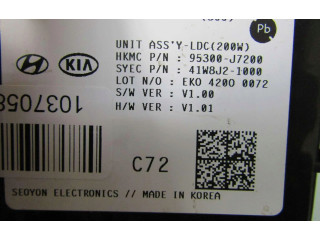 Pb
UNIT ASS'Y-LDC(200W)
HKMC P/N : 95300-J7200
SYEC P/N : 41W8J2-1000
LOT N/O : EKO 4200 0072
S/W VER : V1.00
H/W VER : V1.01
KIA
1037058
C72
SEOYON ELECTRONICS // MADE IN KOREA